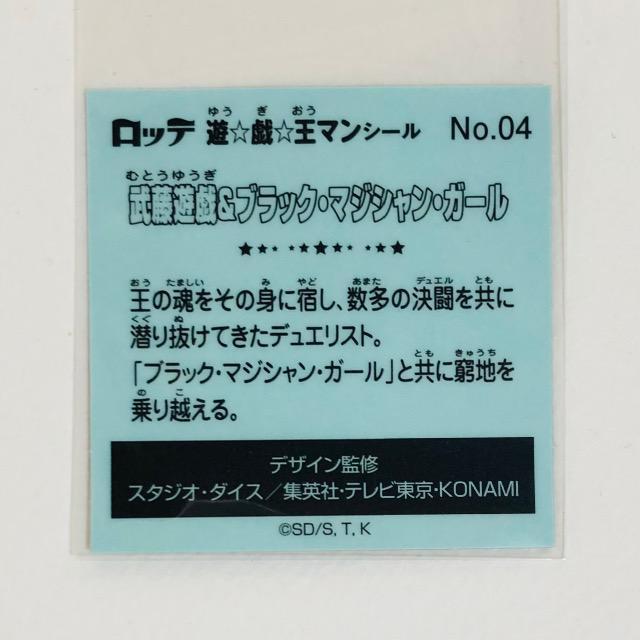 ロッテ 遊☆戯☆王マンシール No.04
武藤遊戯&ブラック・マジシャン・ガール
王の魂をその身に宿し、数多の決闘を共に
潜り抜けてきたデュエリスト。
「ブラック・マジシャン・ガール」と共に窮地を
乗り越える。
デザイン監修
スタジオ・ダイス／集英社・テレビ東京・KONAMI
©SD/S, T, K